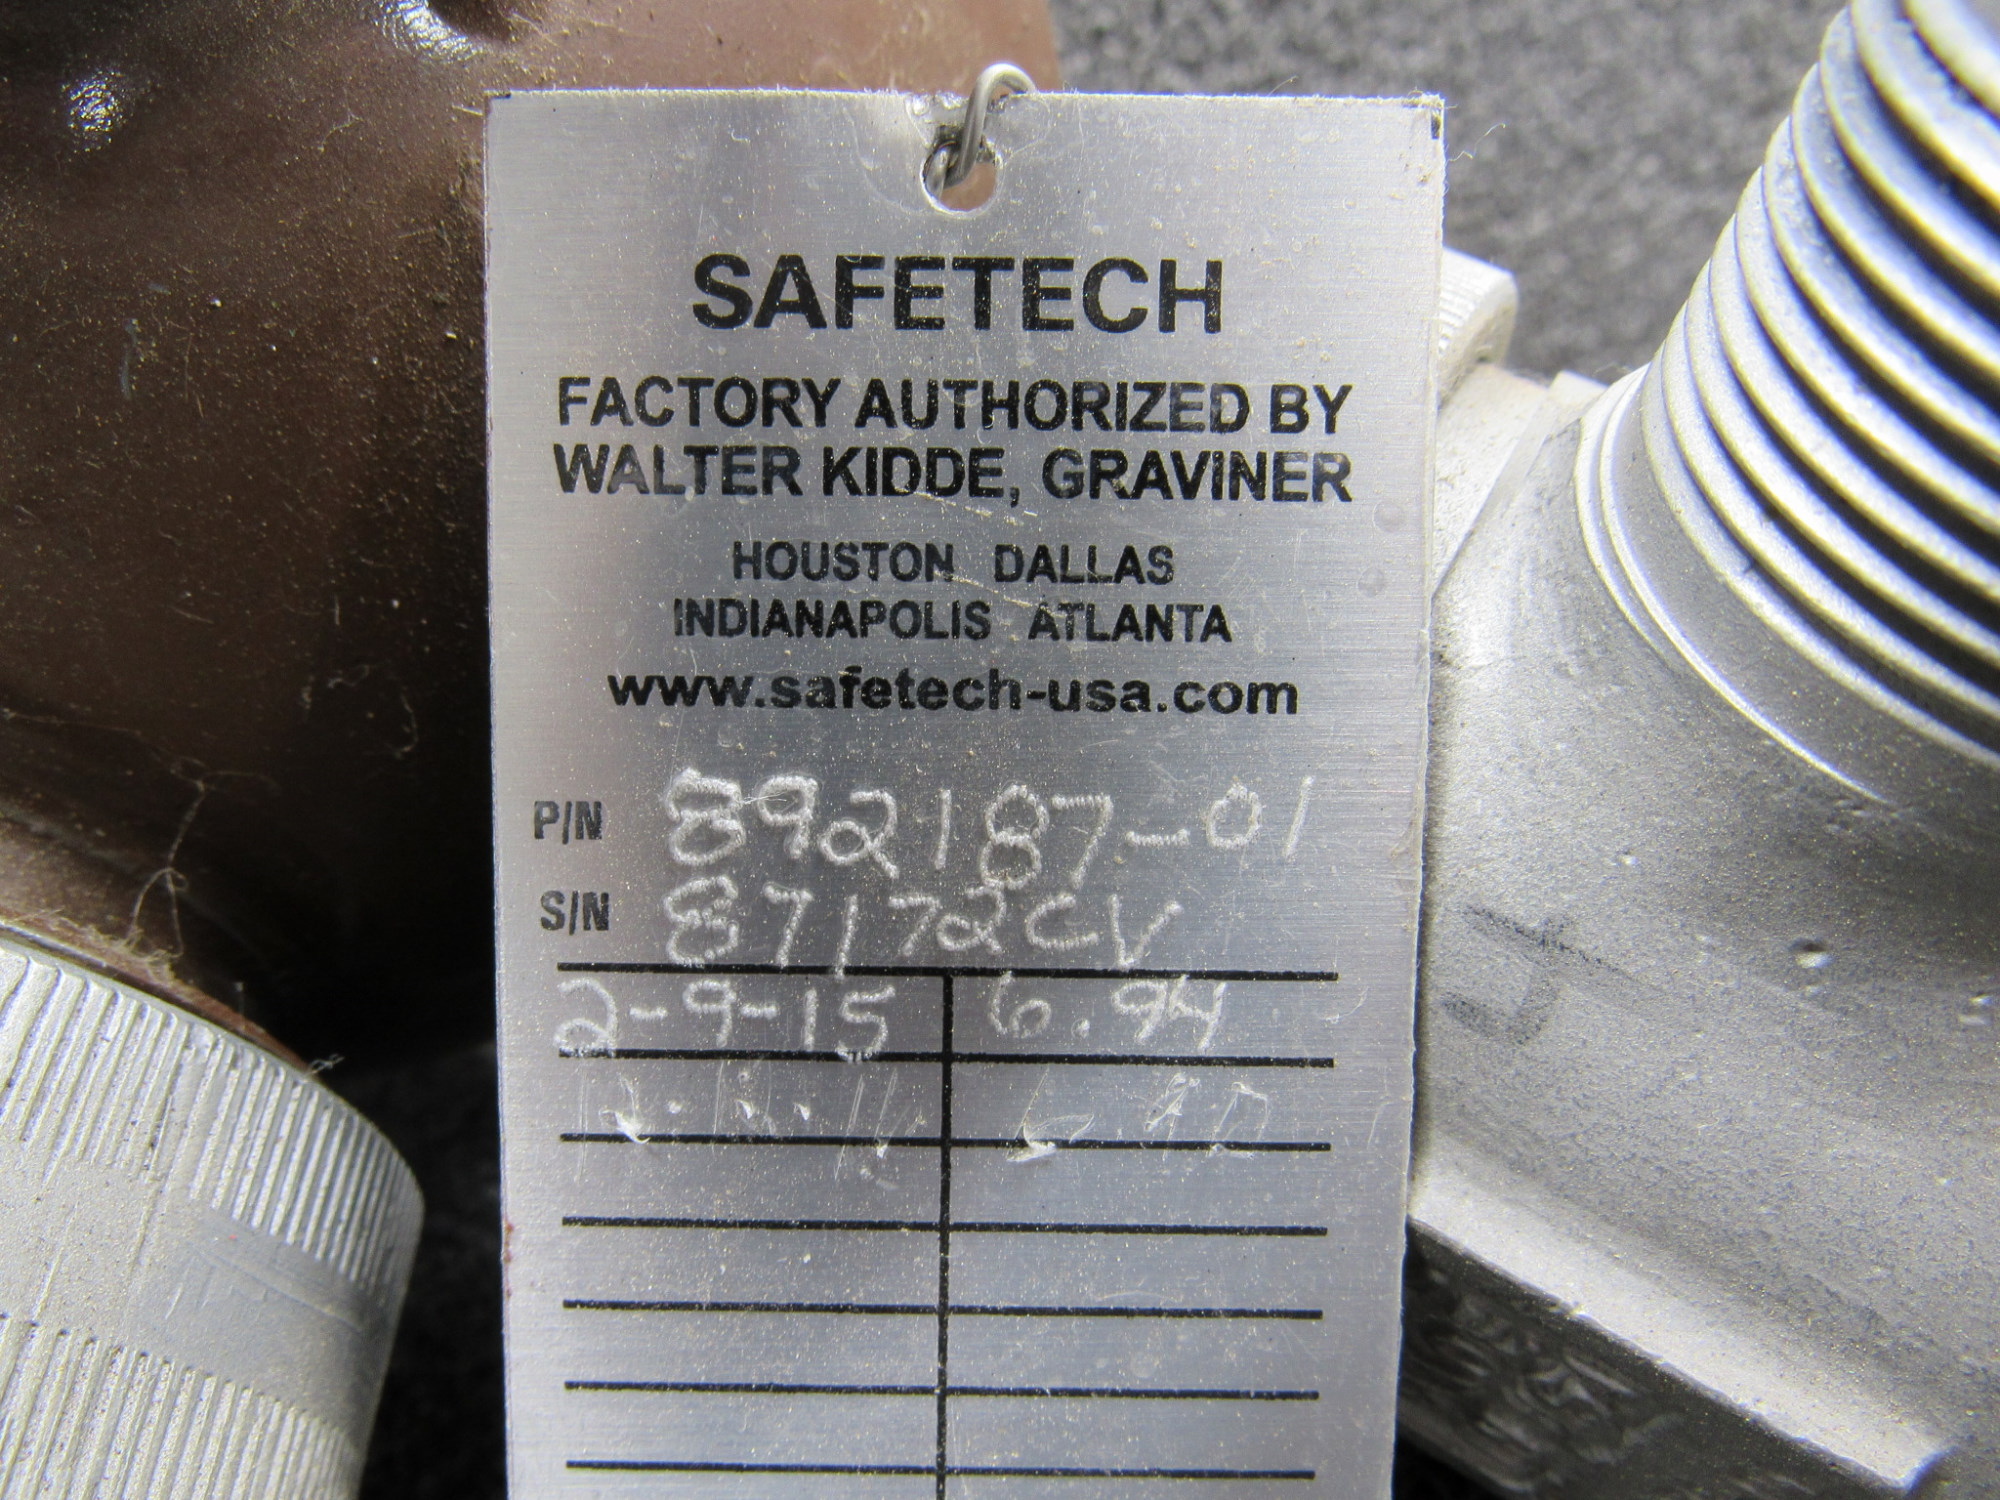 SAFETECH
FACTORY AUTHORIZED BY
WALTER KIDDE, GRAVINER
HOUSTON DALLAS
INDIANAPOLIS ATLANTA
www.safetech-usa.com
P/N 892187-01
S/N 87172CV
2-9-15 6.94